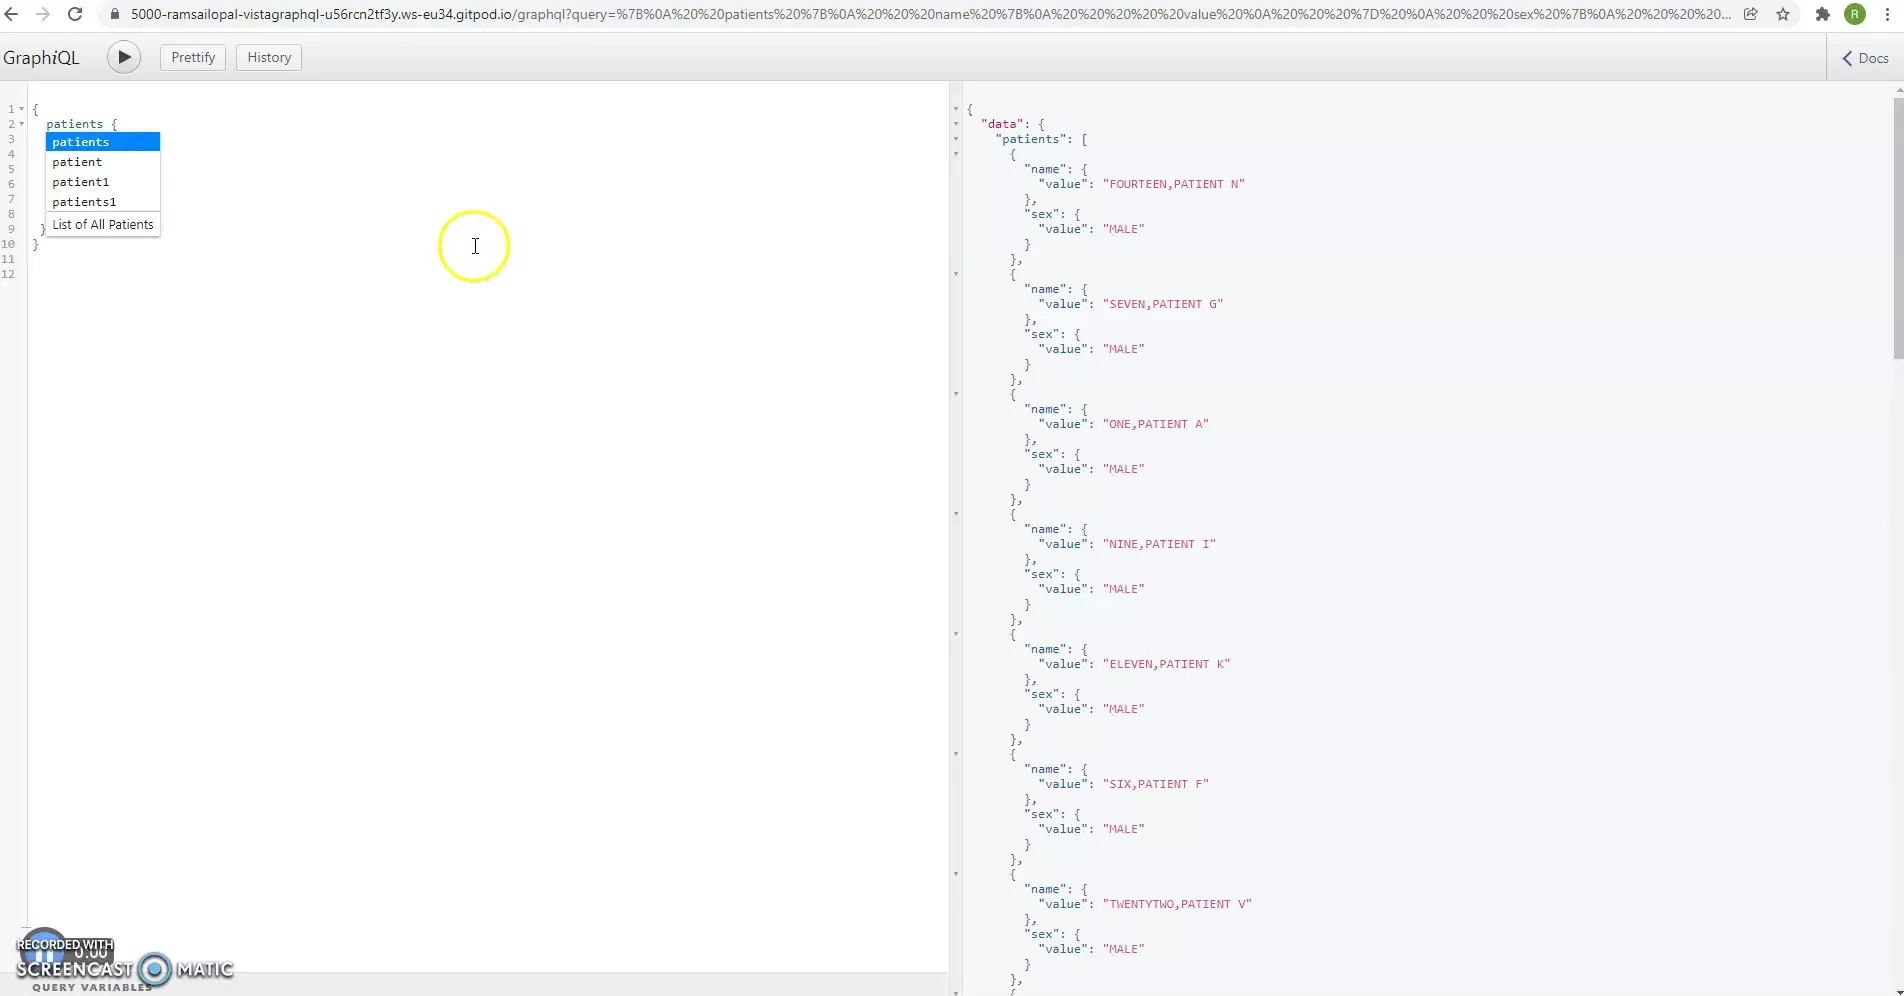 5000-ramsailopal-vistagraphql-u56rcn2tf3y.ws-eu34.gitpod.io/graphql?query=%7B%0A%20%20patients%20%7B%0A%20%20%20%20name%20%7B%0A%20%20%20%20%20%20value%20%0A%20%20%20%20%7D%20%0A%20%20%20%20sex%20%7B%0A%20%20%20%20%20...
R
GraphiQL
Prettify
History
Docs
1 {
2 patients {
3
4
5
6
7
8
9 }
10 }
11
12
patients
patient
patient1
patients1
List of All Patients
{
"data": {
"patients": [
{
"name": {
"value": "FOURTEEN,PATIENT N"
},
"sex": {
"value": "MALE"
}
},
{
"name": {
"value": "SEVEN,PATIENT G"
},
"sex": {
"value": "MALE"
}
},
{
"name": {
"value": "ONE,PATIENT A"
},
"sex": {
"value": "MALE"
}
},
{
"name": {
"value": "NINE,PATIENT I"
},
"sex": {
"value": "MALE"
}
},
{
"name": {
"value": "ELEVEN,PATIENT K"
},
"sex": {
"value": "MALE"
}
},
{
"name": {
"value": "SIX,PATIENT F"
},
"sex": {
"value": "MALE"
}
},
{
"name": {
"value": "TWENTYTWO,PATIENT V"
},
"sex": {
"value": "MALE"
}
},
{
RECORDED WITH
0:00
SCREENCAST MATIC
QUERY VARIABLES